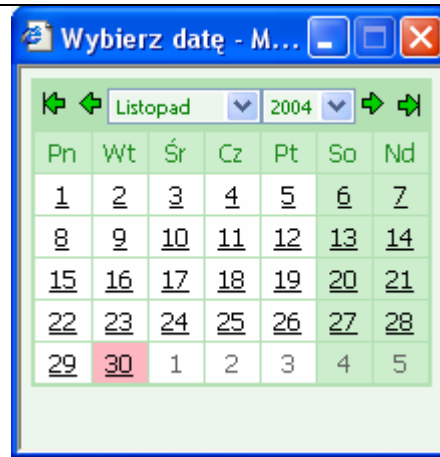 Wybierz datę - M...
Listopad 2004
Pn Wt Śr Cz Pt So Nd
1 2 3 4 5 6 7
8 9 10 11 12 13 14
15 16 17 18 19 20 21
22 23 24 25 26 27 28
29 30 1 2 3 4 5